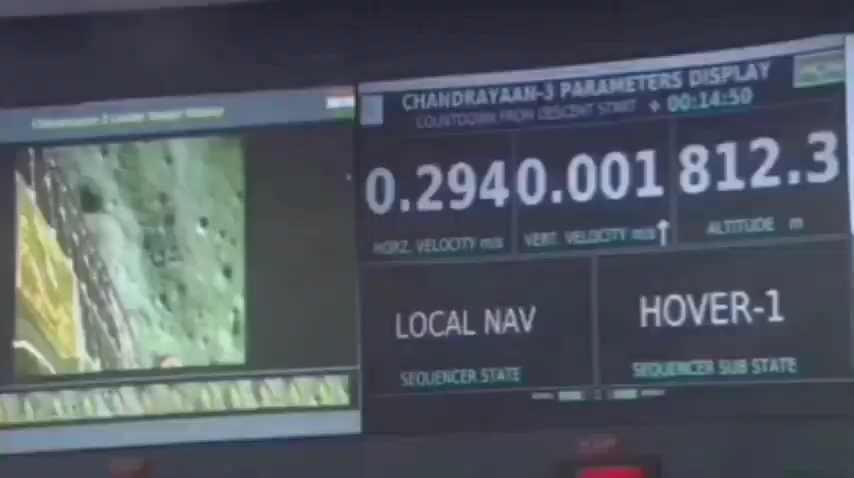 CHANDRAYAAN-3 PARAMETERS DISPLAY
COUNTDOWN FROM DESCENT START + 00:14:50
0.294 0.001 812.3
HORZ. VELOCITY m/s VERT. VELOCITY m/s↑ ALTITUDE m
LOCAL NAV HOVER-1
SEQUENCER STATE SEQUENCER SUB STATE